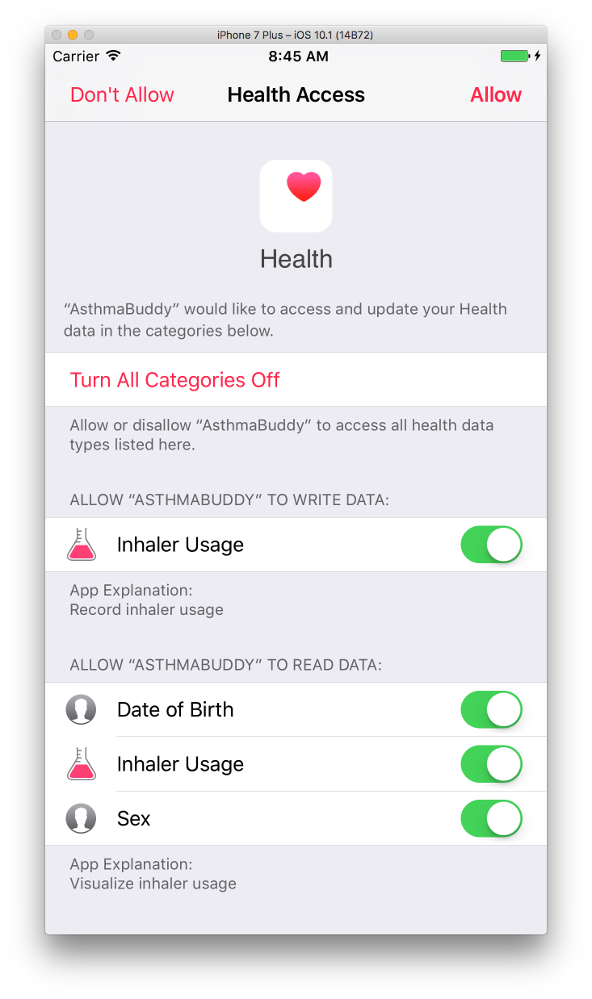 iPhone 7 Plus – iOS 10.1 (14B72)
Carrier 8:45 AM
Don't Allow Health Access Allow
Health
“AsthmaBuddy” would like to access and update your Health
data in the categories below.
Turn All Categories Off
Allow or disallow “AsthmaBuddy” to access all health data
types listed here.
ALLOW “ASTHMABUDDY” TO WRITE DATA:
Inhaler Usage
App Explanation:
Record inhaler usage
ALLOW “ASTHMABUDDY” TO READ DATA:
Date of Birth
Inhaler Usage
Sex
App Explanation:
Visualize inhaler usage